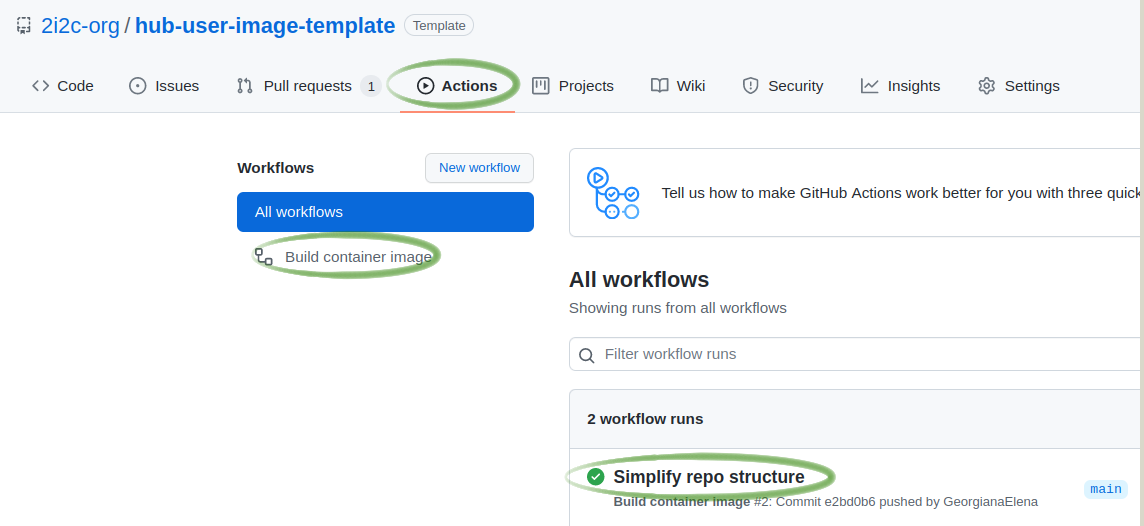 2i2c-org / hub-user-image-template Template
Code Issues Pull requests 1 Actions Projects Wiki Security Insights Settings
Workflows New workflow
All workflows
Build container image
Tell us how to make GitHub Actions work better for you with three quick
All workflows
Showing runs from all workflows
Filter workflow runs
2 workflow runs
Simplify repo structure
main
Build container image #2: Commit e2bd0b6 pushed by GeorgianaElena